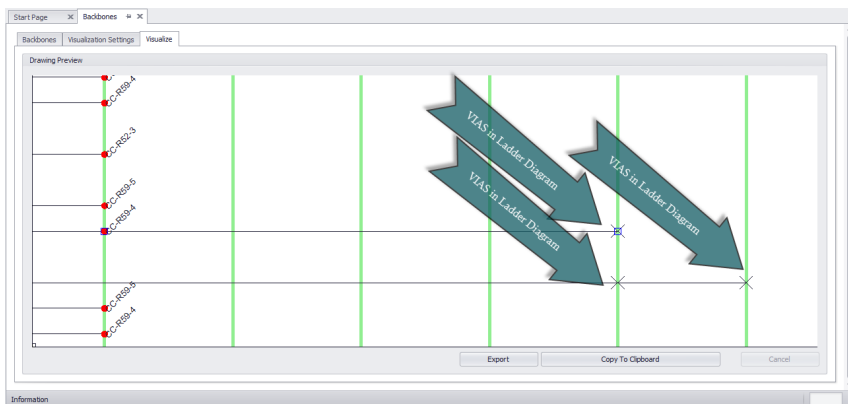 Start Page
Backbones
Backbones
Visualization Settings
Visualize
Drawing Preview
CC-R59-4
CC-R52-3
CC-R59-5
CC-R59-4
CC-R59-5
CC-R59-4
VIAS in Ladder Diagram
VIAS in Ladder Diagram
VIAS in Ladder Diagram
Export
Copy To Clipboard
Cancel
Information